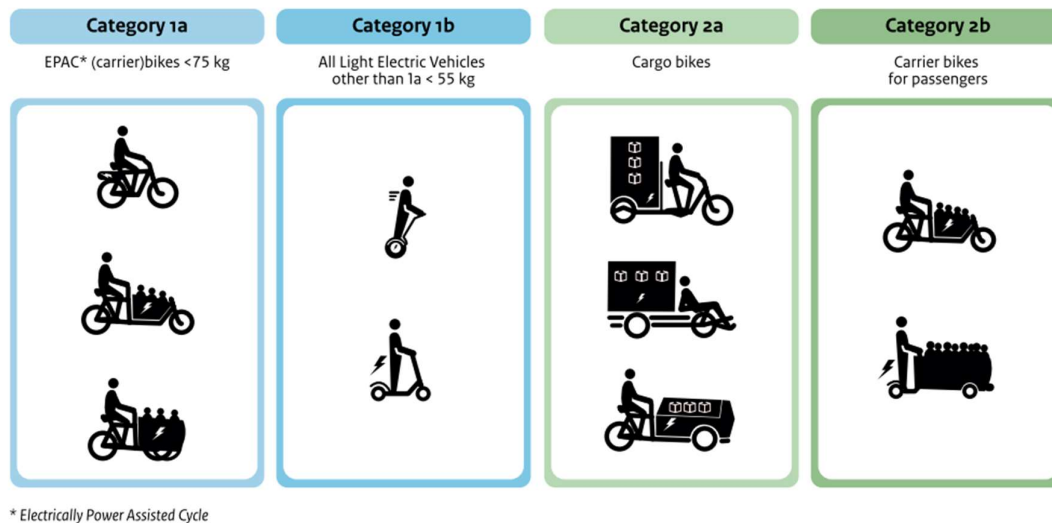 Category 1a
EPAC* (carrier)bikes <75 kg
Category 1b
All Light Electric Vehicles
other than 1a < 55 kg
Category 2a
Cargo bikes
Category 2b
Carrier bikes
for passengers
* Electrically Power Assisted Cycle